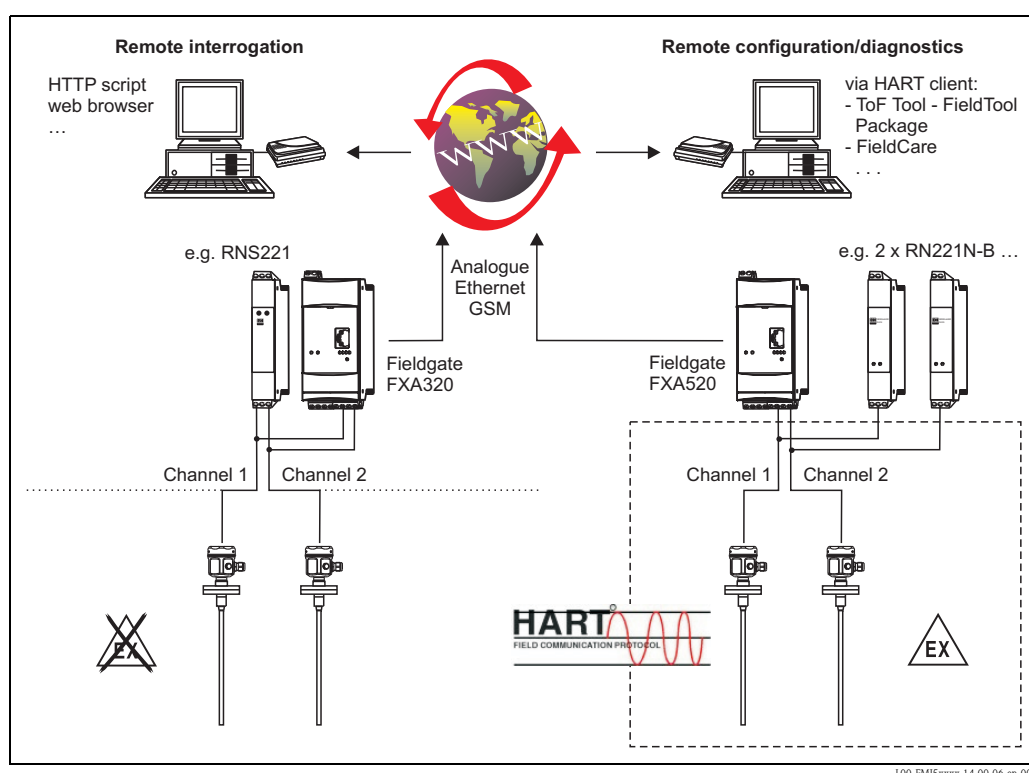 Remote interrogation
HTTP script
web browser
…
Remote configuration/diagnostics
via HART client:
- ToF Tool - FieldTool
Package
- FieldCare
. . .
WWW
e.g. RNS221
Analogue
Ethernet
GSM
e.g. 2 x RN221N-B …
Fieldgate
FXA320
Fieldgate
FXA520
Channel 1
Channel 2
Channel 1
Channel 2
EX
HART
FIELD COMMUNICATION PROTOCOL
EX